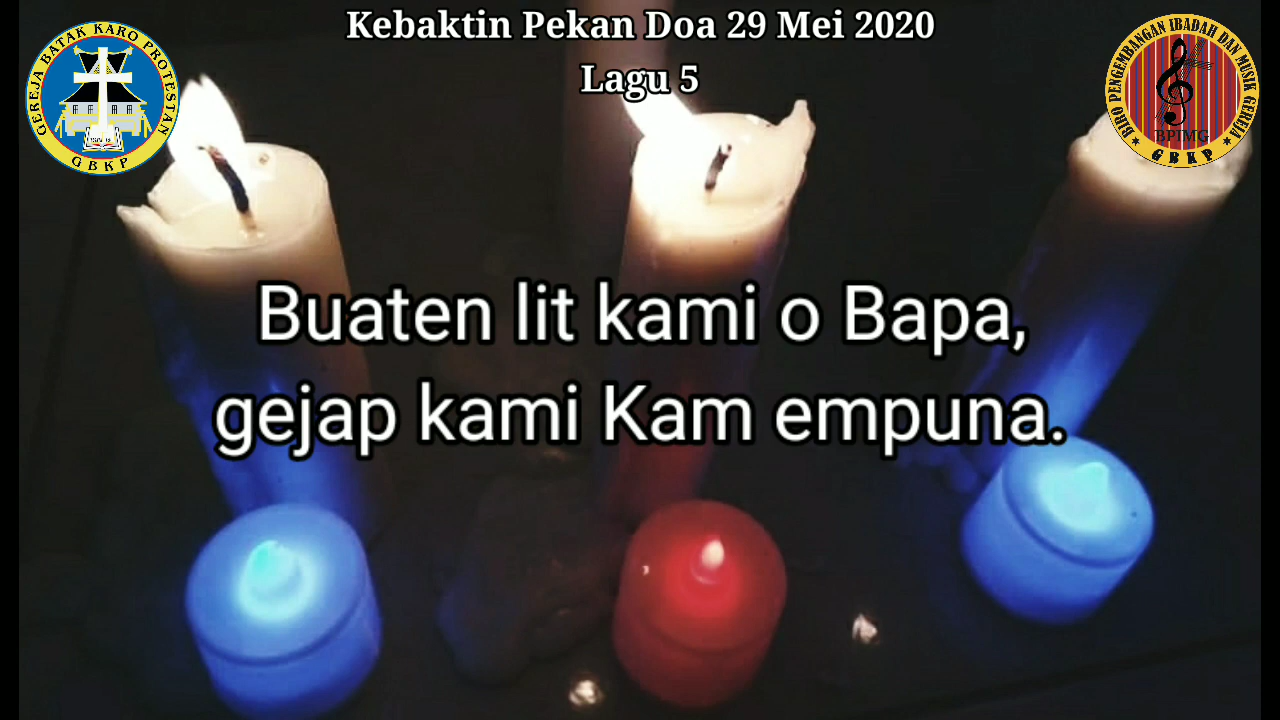 Kebaktin Pekan Doa 29 Mei 2020
Lagu 5
GEREJA BATAK KARO PROTESTAN
GBKP
BIRO PENGEMBANGAN IBADAH DAN MUSIK GEREJA
BPIMG
GBKP
Buaten lit kami o Bapa,
gejap kami Kam empuna.